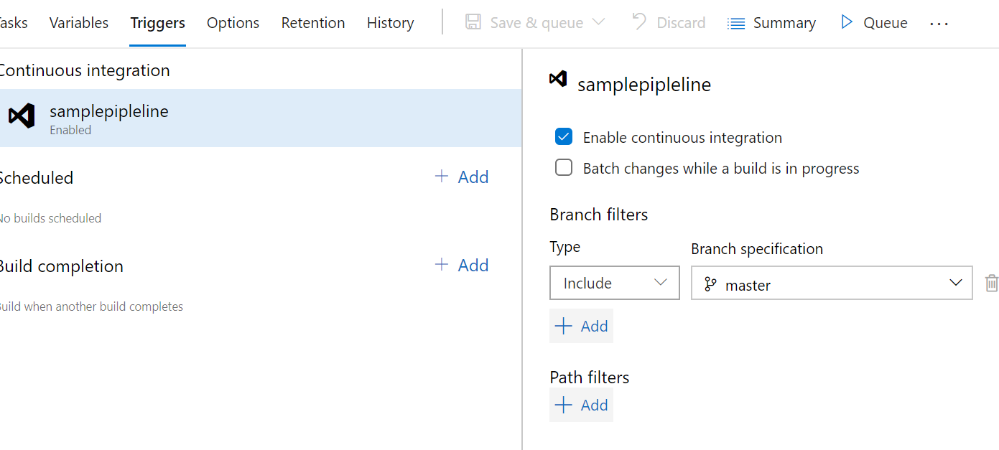 asks Variables Triggers Options Retention History Save & queue Discard Summary Queue ...
Continuous integration
samplepipleline
Enabled
Scheduled + Add
No builds scheduled
Build completion + Add
Build when another build completes
samplepipleline
Enable continuous integration
Batch changes while a build is in progress
Branch filters
Type Branch specification
Include master
+ Add
Path filters
+ Add